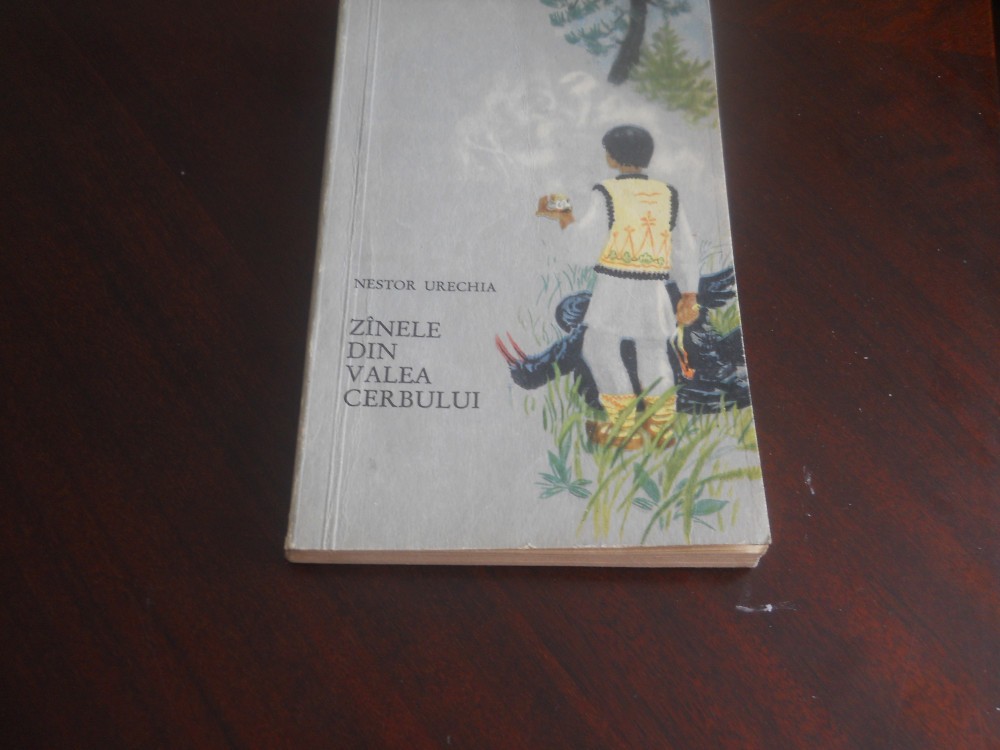 NESTOR URECHIA
ZÎNELE
DIN
VALEA
CERBULUI